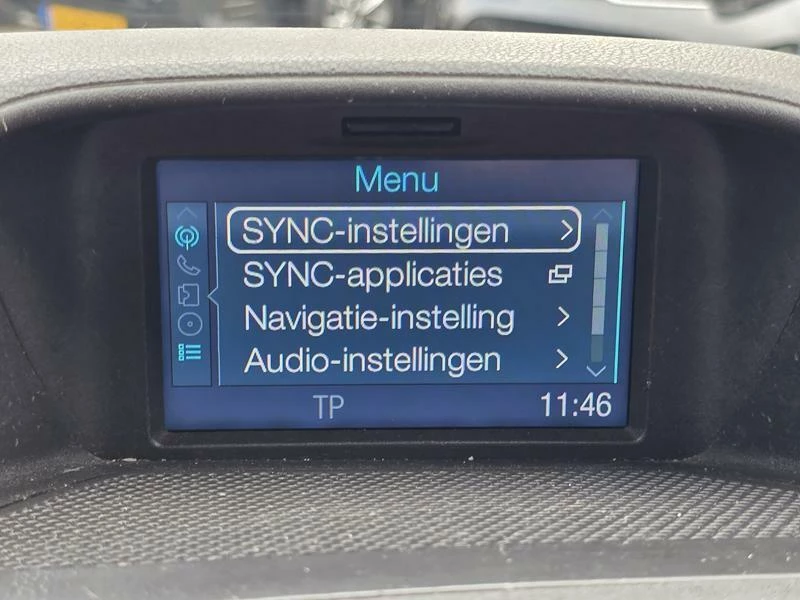 Menu
SYNC-instellingen
SYNC-applicaties
Navigatie-instelling
Audio-instellingen
TP
11:46